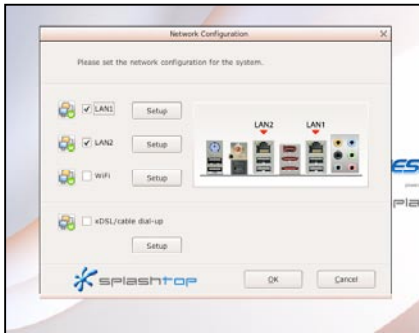 Network Configuration
Please set the network configuration for the system.
LAN1
Setup
LAN2
Setup
WiFi
Setup
LAN2
LAN1
xDSL/cable dial-up
Setup
splashtop
OK
Cancel